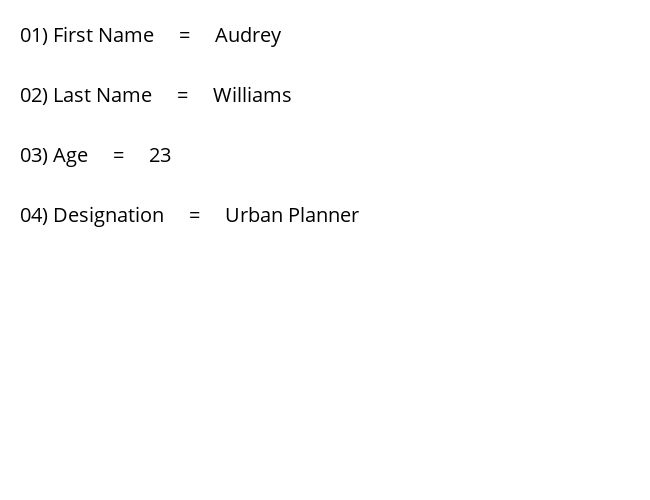 01) First Name = Audrey
02) Last Name = Williams
03) Age = 23
04) Designation = Urban Planner